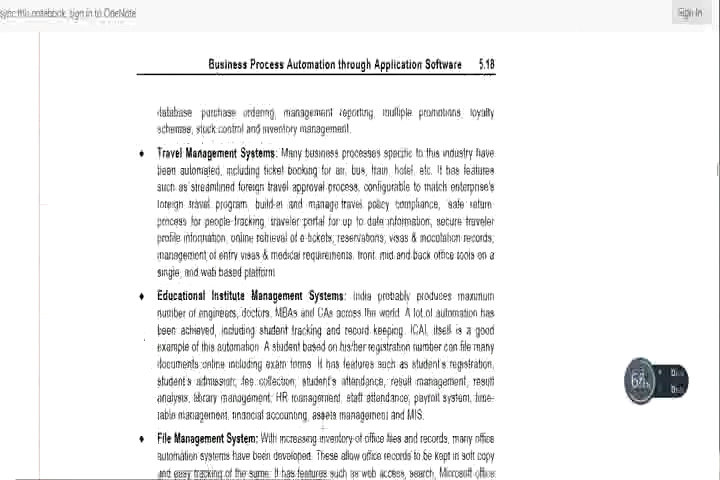 sync this notebook, sign in to OneNote
Sign in
Business Process Automation through Application Software 5.18
database purchase ordering, management reporting, multiple promotions, loyalty
schemes, stock control and inventory management.
♦ Travel Management Systems: Many business processes specific to this industry have
been automated, including ticket booking for air, bus, train, hotel, etc. It has features
such as streamlined foreign travel approval process, configurable to match enterprise's
foreign travel program, build-in and manage travel policy compliance, 'safe return'
process for people tracking, traveler portal for up to date information, secure traveler
profile information, online retrieval of e-tickets, reservations, visas & inoculation records,
management of entry visas & medical requirements, front, mid and back office tools on a
single, and web based platform
♦ Educational Institute Management Systems: India probably produces maximum
number of engineers, doctors, MBAs and CAs across the world. A lot of automation has
been achieved, including student tracking and record keeping. ICAI, itself is a good
example of this automation. A student based on his/her registration number can file many
documents online including exam forms. It has features such as student's registration,
student's admission, fee collection, student's attendance, result management, result
analysis, library management, HR management, staff attendance, payroll system, time-
table management, financial accounting, assets management and MIS.
♦ File Management System: With increasing inventory of office files and records, many office
automation systems have been developed. These allow office records to be kept in soft copy
and easy tracking of the same. It has features such as web access, search, Microsoft office